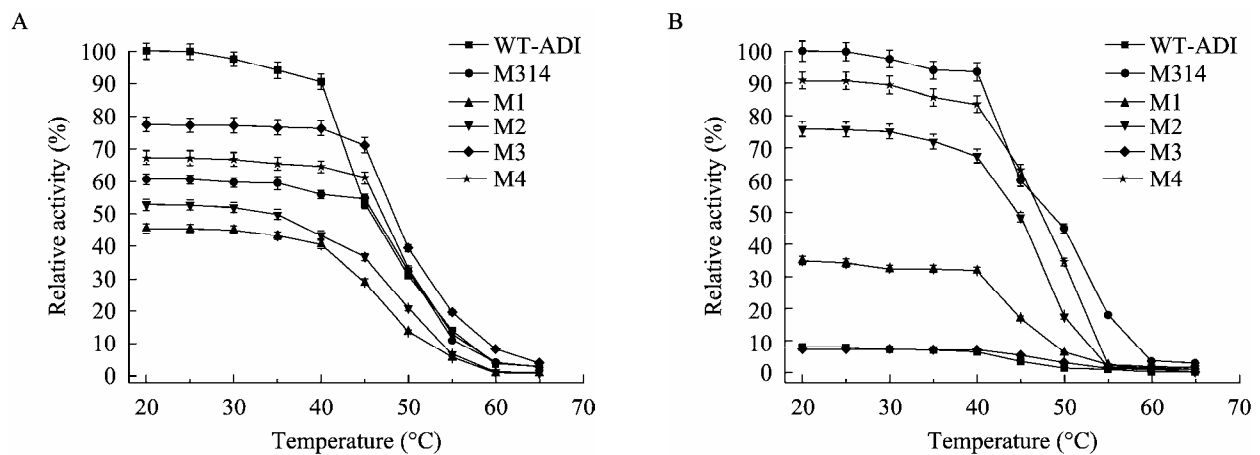 A
Relative activity (%)
100
90
80
70
60
50
40
30
20
10
0
20 30 40 50 60 70
Temperature (°C)
WT-ADI
M314
M1
M2
M3
M4
B
Relative activity (%)
100
90
80
70
60
50
40
30
20
10
0
20 30 40 50 60 70
Temperature (°C)
WT-ADI
M314
M1
M2
M3
M4